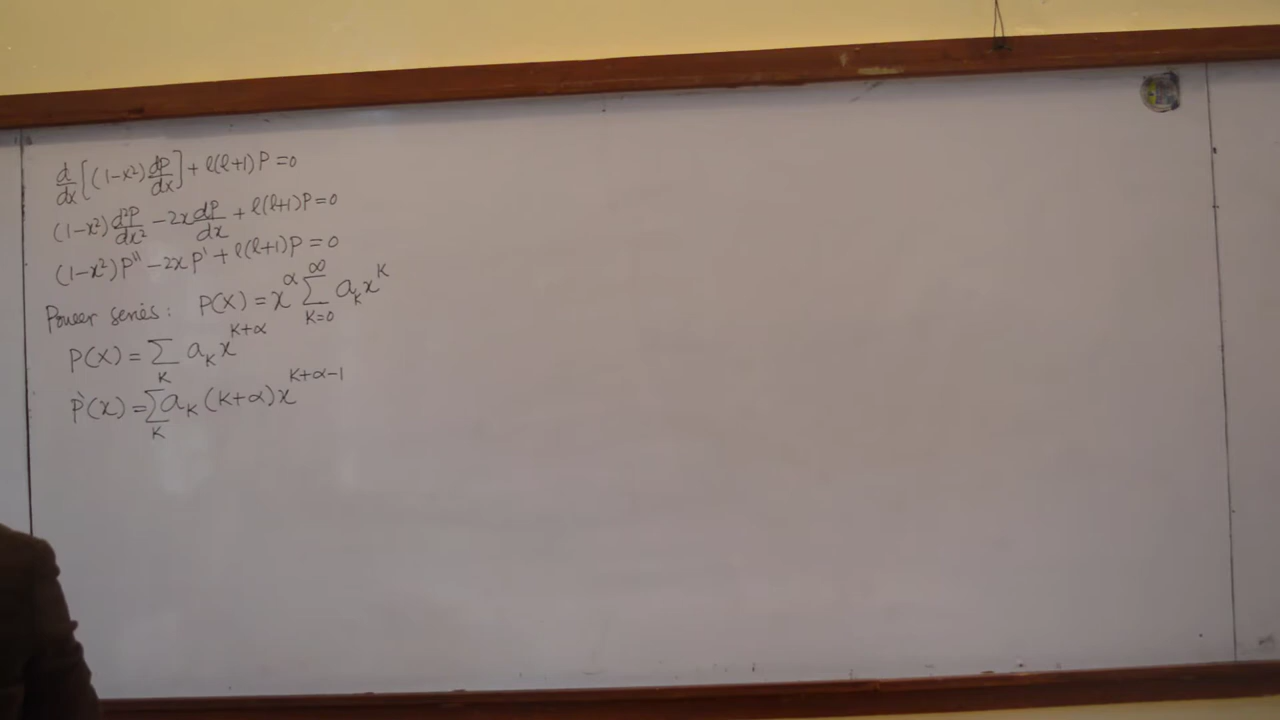 d/dx[(1-x²)dP/dx] + l(l+1)P = 0
(1-x²)d²P/dx² - 2x dP/dx + l(l+1)P = 0
(1-x²)P'' - 2xP' + l(l+1)P = 0
Power series: P(x) = x^α ∑_{K=0}^{∞} a_K x^K
P(x) = ∑_K a_K x^{K+α}
P'(x) = ∑_K a_K (K+α) x^{K+α-1}